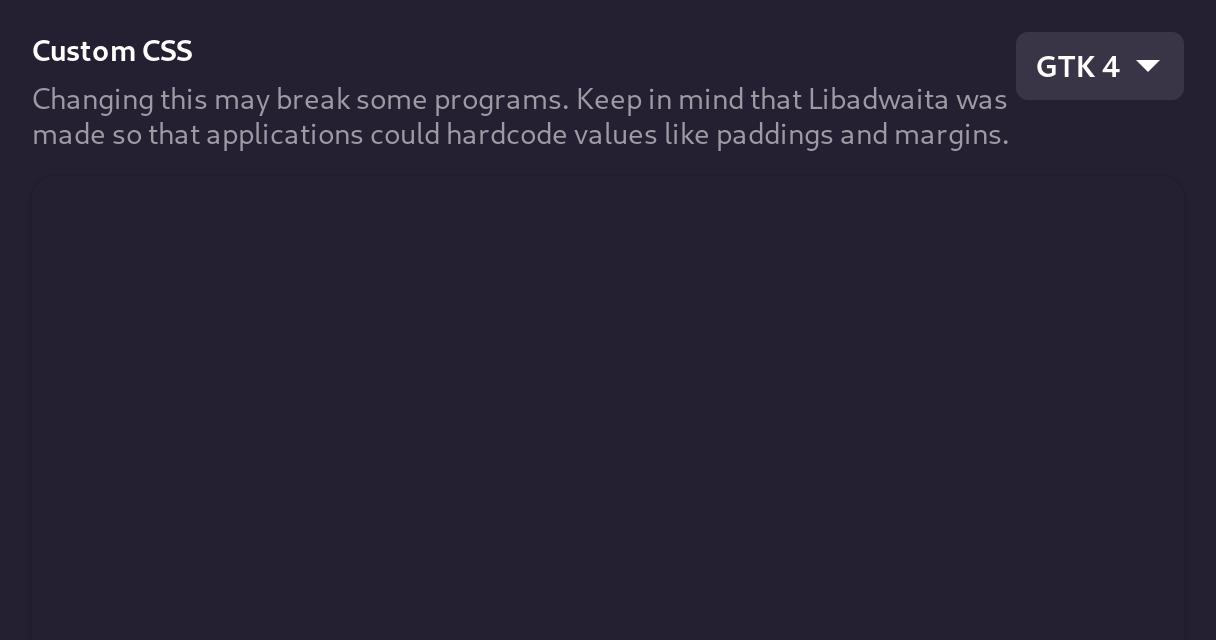 Custom CSS
GTK 4
Changing this may break some programs. Keep in mind that Libadwaita was
made so that applications could hardcode values like paddings and margins.